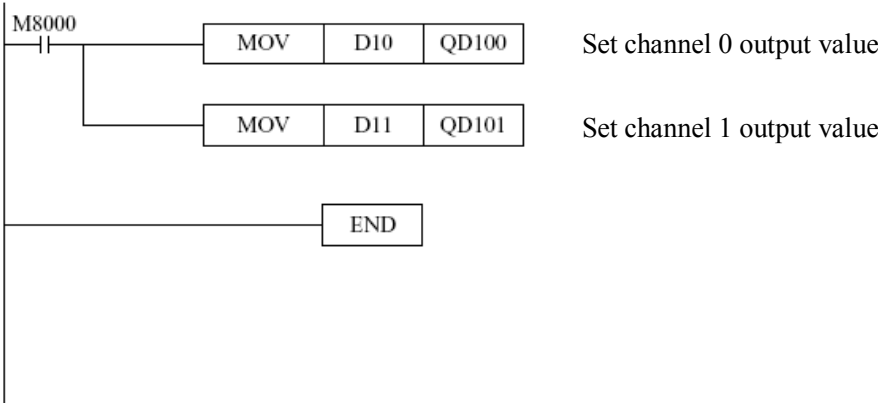 M8000
MOV D10 QD100 Set channel 0 output value
MOV D11 QD101 Set channel 1 output value
END